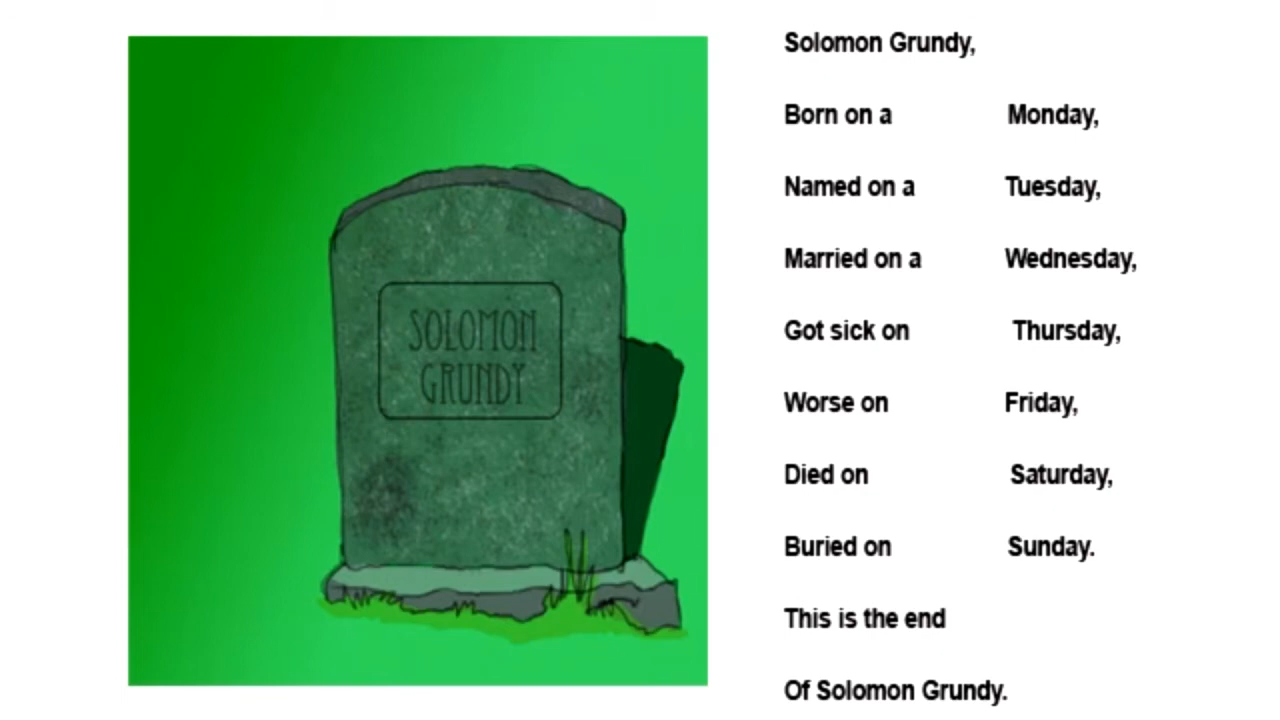 SOLOMON
GRUNDY
Solomon Grundy,
Born on a Monday,
Named on a Tuesday,
Married on a Wednesday,
Got sick on Thursday,
Worse on Friday,
Died on Saturday,
Buried on Sunday.
This is the end
Of Solomon Grundy.